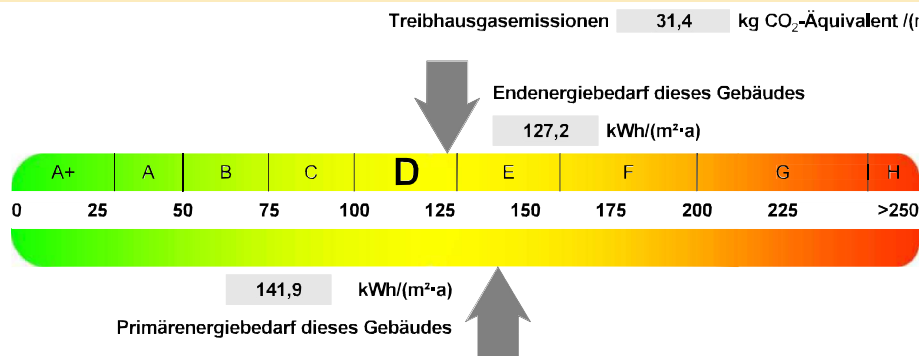 Treibhausgasemissionen 31,4 kg CO₂-Äquivalent /(
Endenergiebedarf dieses Gebäudes
127,2 kWh/(m²·a)
A+ A B C D E F G H
0 25 50 75 100 125 150 175 200 225 >250
141,9 kWh/(m²·a)
Primärenergiebedarf dieses Gebäudes